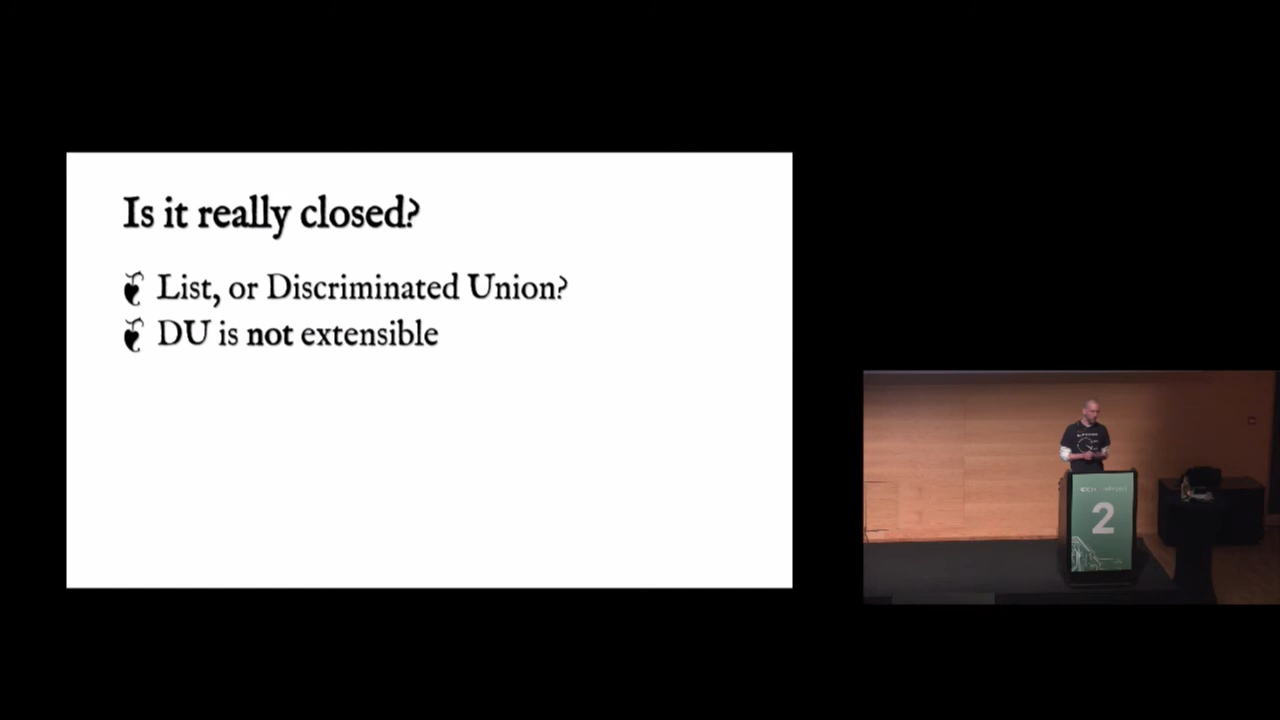 Is it really closed?
List, or Discriminated Union?
DU is not extensible
2